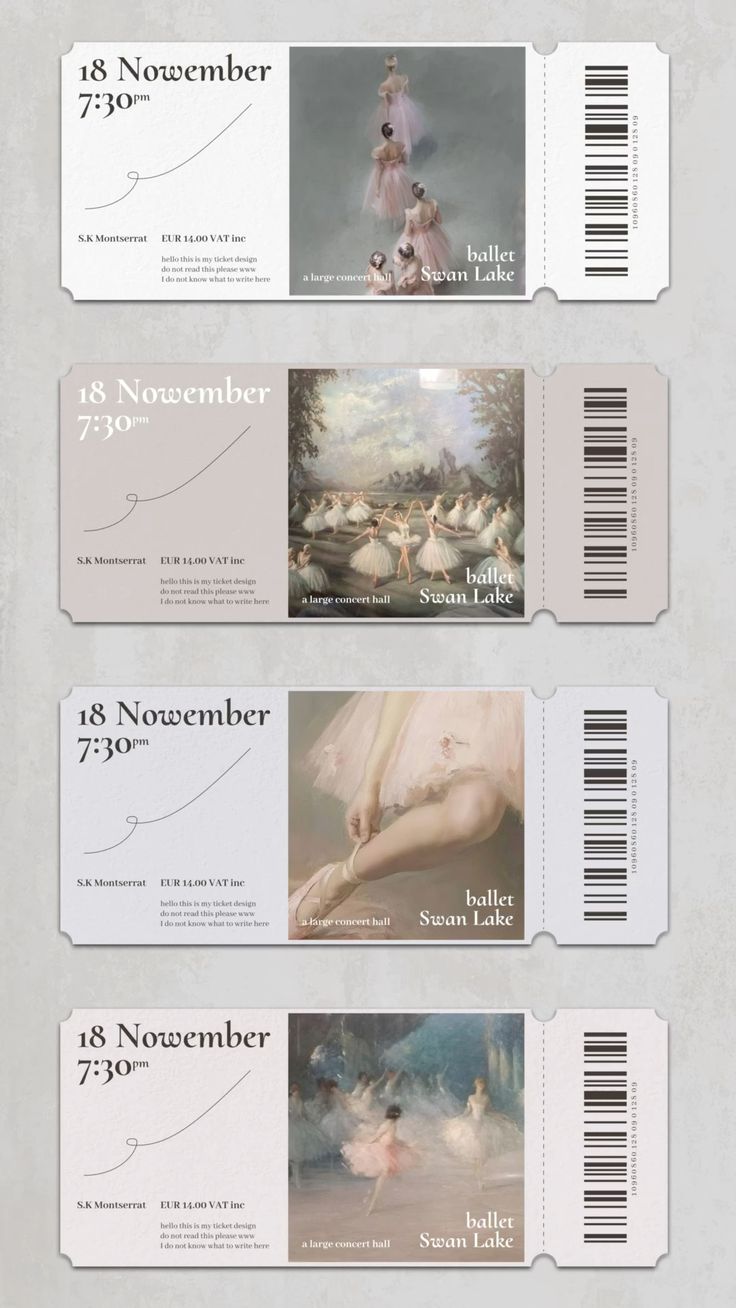 18 November
7:30pm
S.K Montserrat
EUR 14.00 VAT inc
hello this is my ticket design
do not read this please www
I do not know what to write here
a large concert hall
ballet
Swan Lake
10960860 128 09 0 128 09
18 November
7:30pm
S.K Montserrat
EUR 14.00 VAT inc
hello this is my ticket design
do not read this please www
I do not know what to write here
a large concert hall
ballet
Swan Lake
10960860 128 09 0 128 09
18 November
7:30pm
S.K Montserrat
EUR 14.00 VAT inc
hello this is my ticket design
do not read this please www
I do not know what to write here
a large concert hall
ballet
Swan Lake
10960860 128 09 0 128 09
18 November
7:30pm
S.K Montserrat
EUR 14.00 VAT inc
hello this is my ticket design
do not read this please www
I do not know what to write here
a large concert hall
ballet
Swan Lake
10960860 128 09 0 128 09